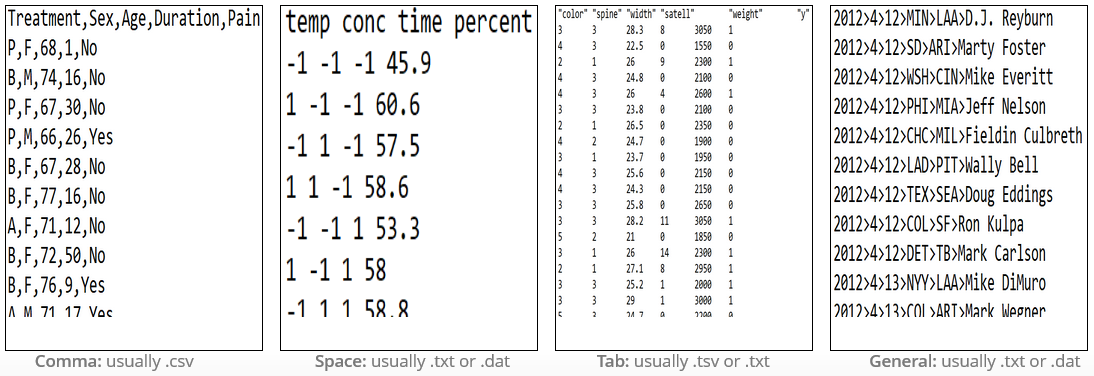 Treatment,Sex,Age,Duration,Pain
P,F,68,1,No
B,M,74,16,No
P,F,67,30,No
P,M,66,26,Yes
B,F,67,28,No
B,F,77,16,No
A,F,71,12,No
B,F,72,50,No
B,F,76,9,Yes
A,M,71,17,Yes
Comma: usually .csv
temp conc time percent
-1 -1 -1 45.9
1 -1 -1 60.6
-1 1 -1 57.5
1 1 -1 58.6
-1 -1 1 53.3
1 -1 1 58
-1 1 1 58.8
Space: usually .txt or .dat
"color" "spine" "width" "satell" "weight" "y"
3 3 28.3 8 3050 1
4 3 22.5 0 1550 0
2 1 26 9 2300 1
4 3 24.8 0 2100 0
4 3 26 4 2600 1
3 3 23.8 0 2100 0
2 1 26.5 0 2350 0
4 2 24.7 0 1900 0
3 1 23.7 0 1950 0
4 3 25.6 0 2150 0
4 3 24.3 0 2150 0
3 3 25.8 0 2650 0
3 3 28.2 11 3050 1
5 2 21 0 1850 0
3 1 26 14 2300 1
2 1 27.1 8 2950 1
3 3 25.2 1 2000 1
3 3 29 1 3000 1
5 3 24.7 0 2200 0
Tab: usually .tsv or .txt
2012>4>12>MIN>LAA>D.J. Reyburn
2012>4>12>SD>ARI>Marty Foster
2012>4>12>WSH>CIN>Mike Everitt
2012>4>12>PHI>MIA>Jeff Nelson
2012>4>12>CHC>MIL>Fieldin Culbreth
2012>4>12>LAD>PIT>Wally Bell
2012>4>12>TEX>SEA>Doug Eddings
2012>4>12>COL>SF>Ron Kulpa
2012>4>12>DET>TB>Mark Carlson
2012>4>13>NYY>LAA>Mike DiMuro
2012>4>13>COL>ARI>Mark Wegner
General: usually .txt or .dat